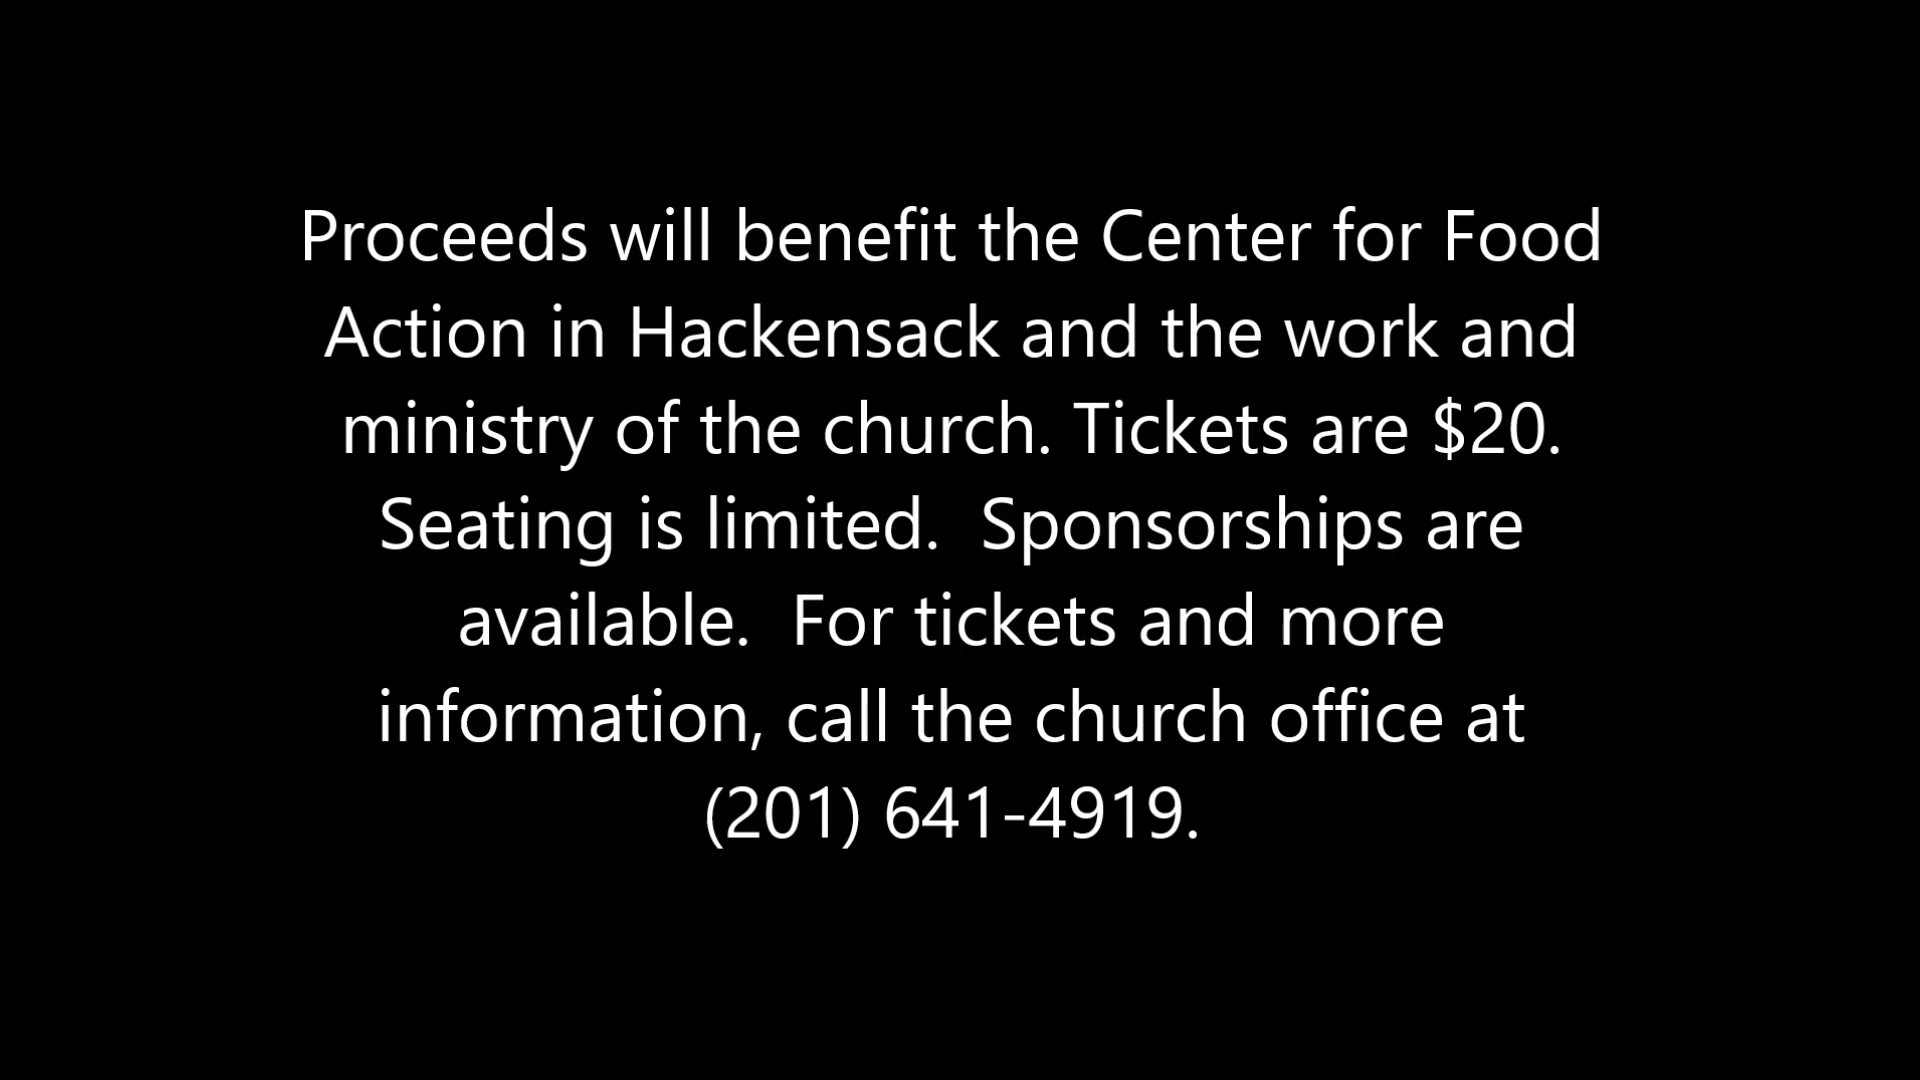 Proceeds will benefit the Center for Food
Action in Hackensack and the work and
ministry of the church. Tickets are $20.
Seating is limited.  Sponsorships are
available.  For tickets and more
information, call the church office at
(201) 641-4919.